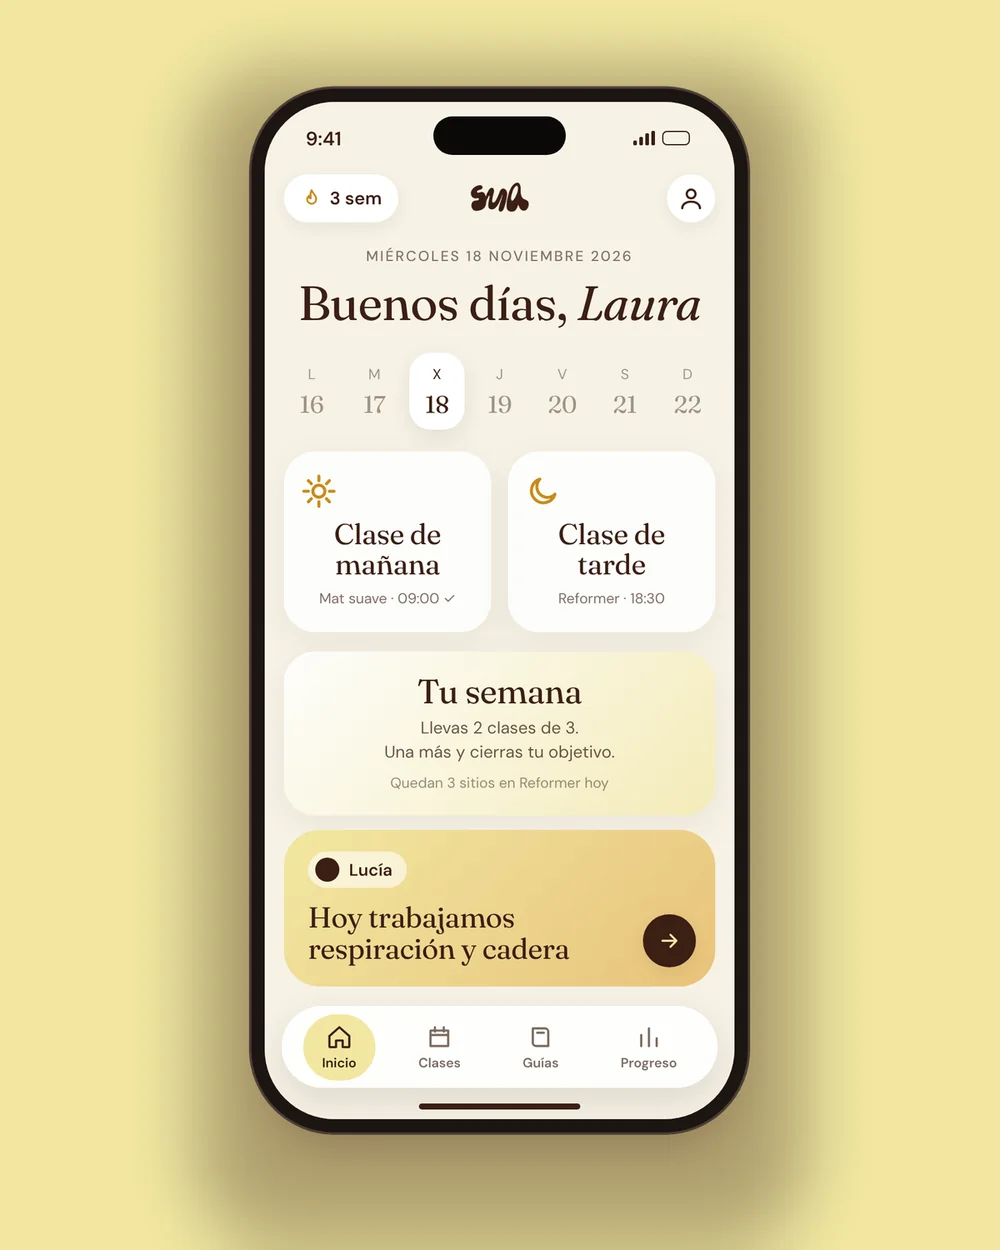 9:41
3 sem
sua
MIÉRCOLES 18 NOVIEMBRE 2026
Buenos días, Laura
L M X J V S D
16 17 18 19 20 21 22
Clase de
mañana
Mat suave · 09:00 ✓
Clase de
tarde
Reformer · 18:30
Tu semana
Llevas 2 clases de 3.
Una más y cierras tu objetivo.
Quedan 3 sitios en Reformer hoy
Lucía
Hoy trabajamos
respiración y cadera
Inicio Clases Guías Progreso